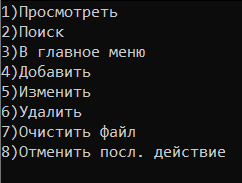 1)Просмотреть
2)Поиск
3)В главное меню
4)Добавить
5)Изменить
6)Удалить
7)Очистить файл
8)Отменить посл. действие